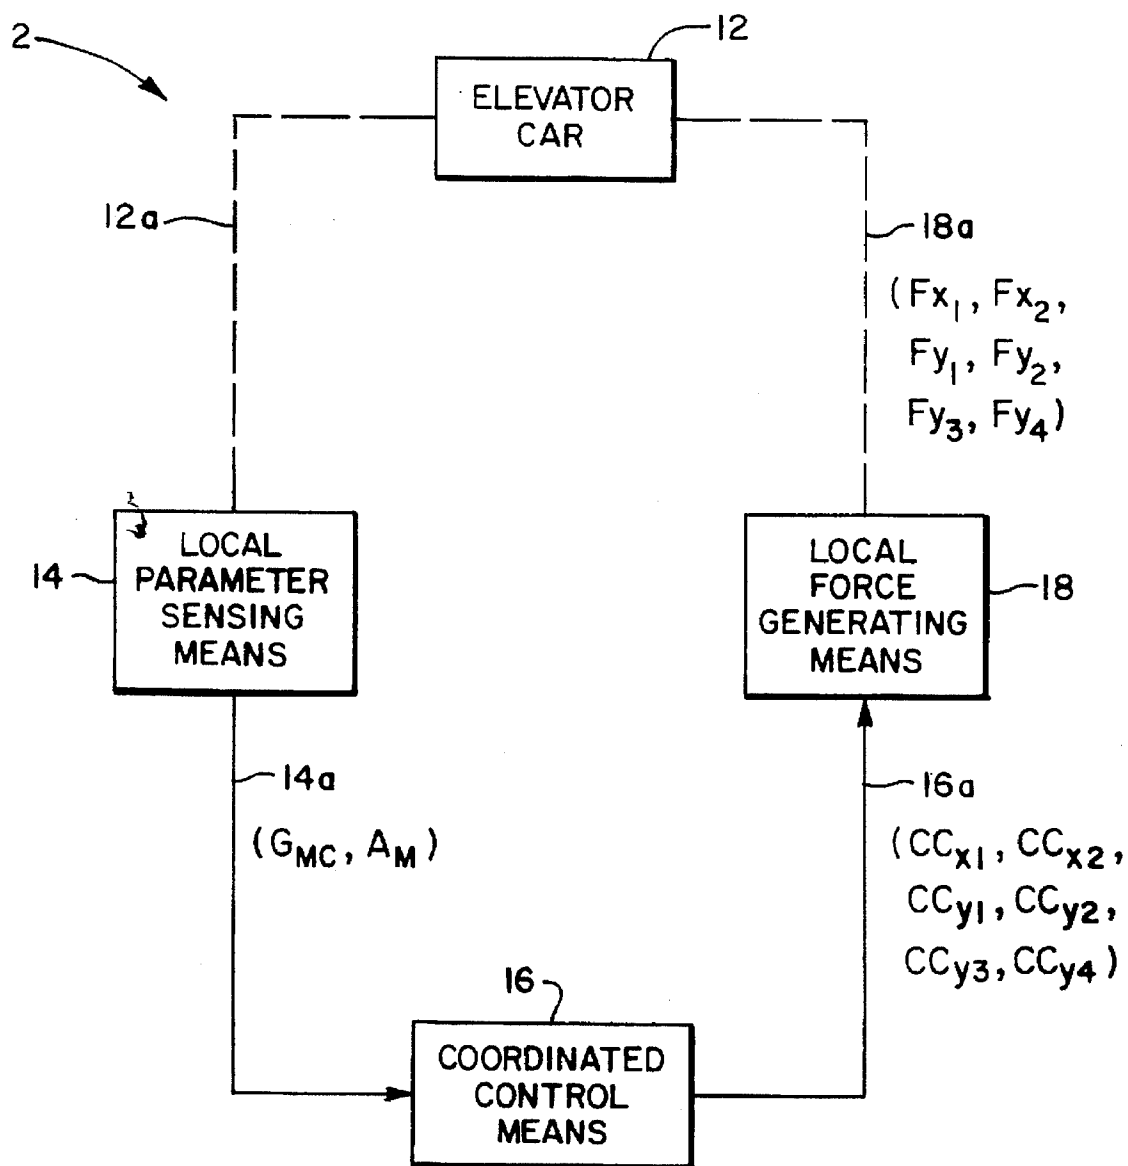 2
12
ELEVATOR
CAR
12a
18a
(Fx1, Fx2,
Fy1, Fy2,
Fy3, Fy4)
14
LOCAL
PARAMETER
SENSING
MEANS
LOCAL
FORCE
GENERATING
MEANS
18
14a
(GMC, AM)
16a
(CCx1, CCx2,
CCy1, CCy2,
CCy3, CCy4)
16
COORDINATED
CONTROL
MEANS